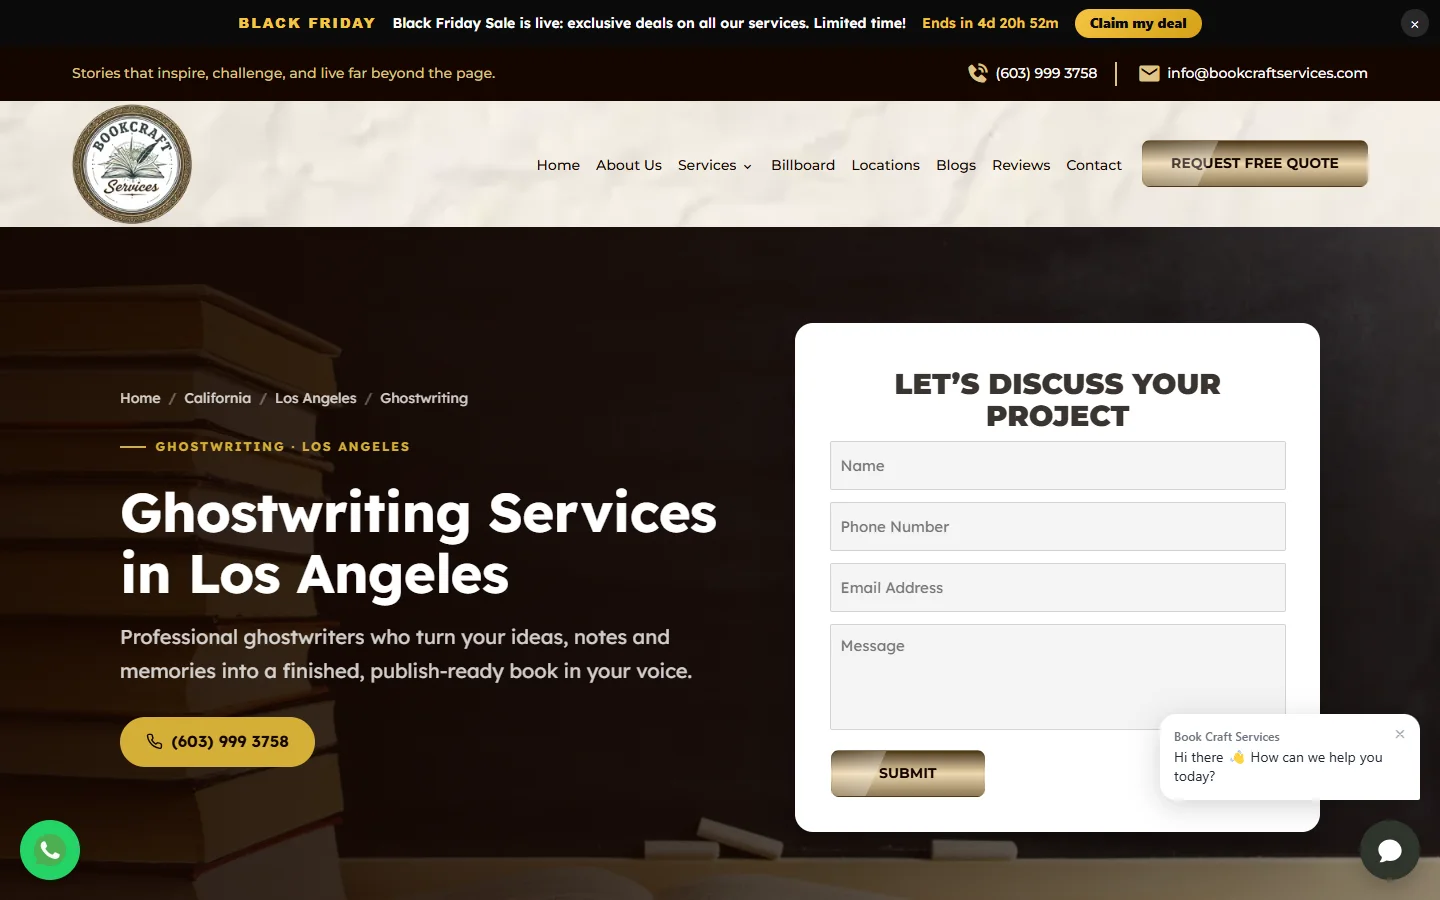 BLACK FRIDAY Black Friday Sale is live: exclusive deals on all our services. Limited time! Ends in 4d 20h 52m Claim my deal ×
Stories that inspire, challenge, and live far beyond the page. (603) 999 3758 info@bookcraftservices.com
BOOKCRAFT
Services
Home About Us Services Billboard Locations Blogs Reviews Contact REQUEST FREE QUOTE
Home / California / Los Angeles / Ghostwriting
GHOSTWRITING · LOS ANGELES
Ghostwriting Services
in Los Angeles
Professional ghostwriters who turn your ideas, notes and
memories into a finished, publish-ready book in your voice.
(603) 999 3758
LET’S DISCUSS YOUR
PROJECT
Name
Phone Number
Email Address
Message
SUBMIT
Book Craft Services
Hi there 👋 How can we help you
today?